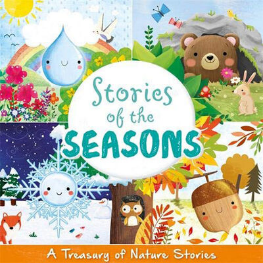 Stories
of the
SEASONS
A Treasury of Nature Stories